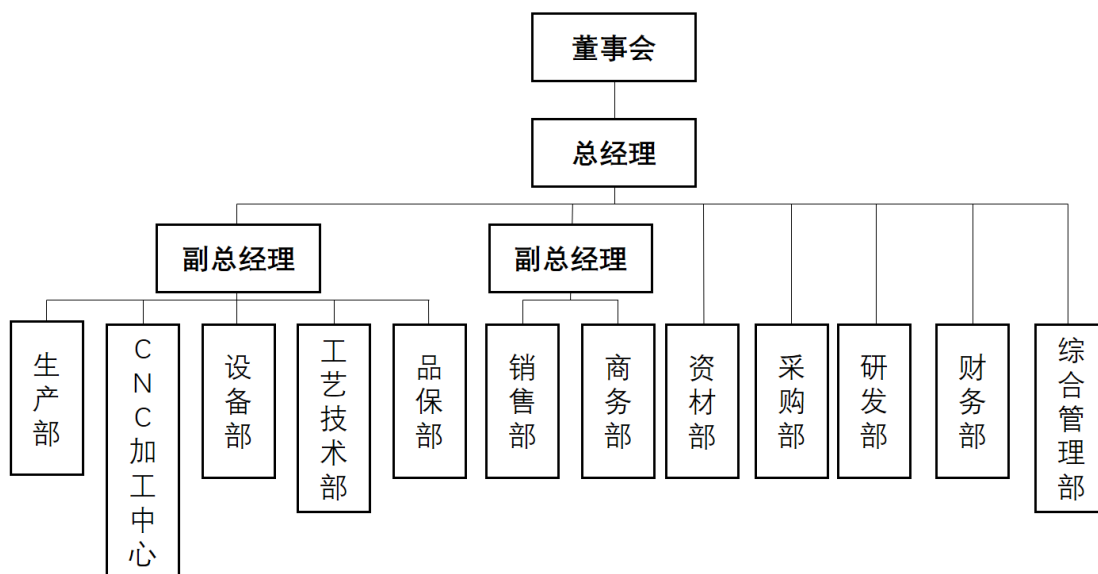 董事会
总经理
副总经理
副总经理
生产部
CNC加工中心
设备部
工艺技术部
品保部
销售部
商务部
资材部
采购部
研发部
财务部
综合管理部